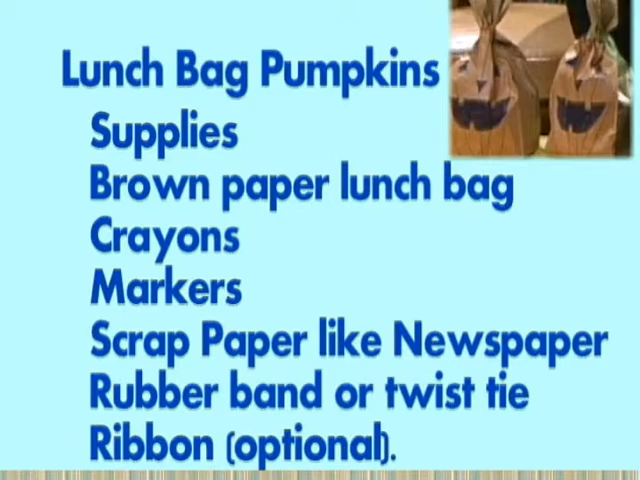 Lunch Bag Pumpkins
Supplies
Brown paper lunch bag
Crayons
Markers
Scrap Paper like Newspaper
Rubber band or twist tie
Ribbon (optional).